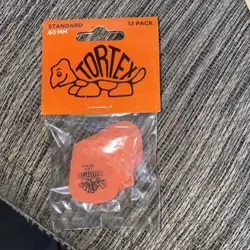 STANDARD
.60 MM
12 PACK
TORTEX